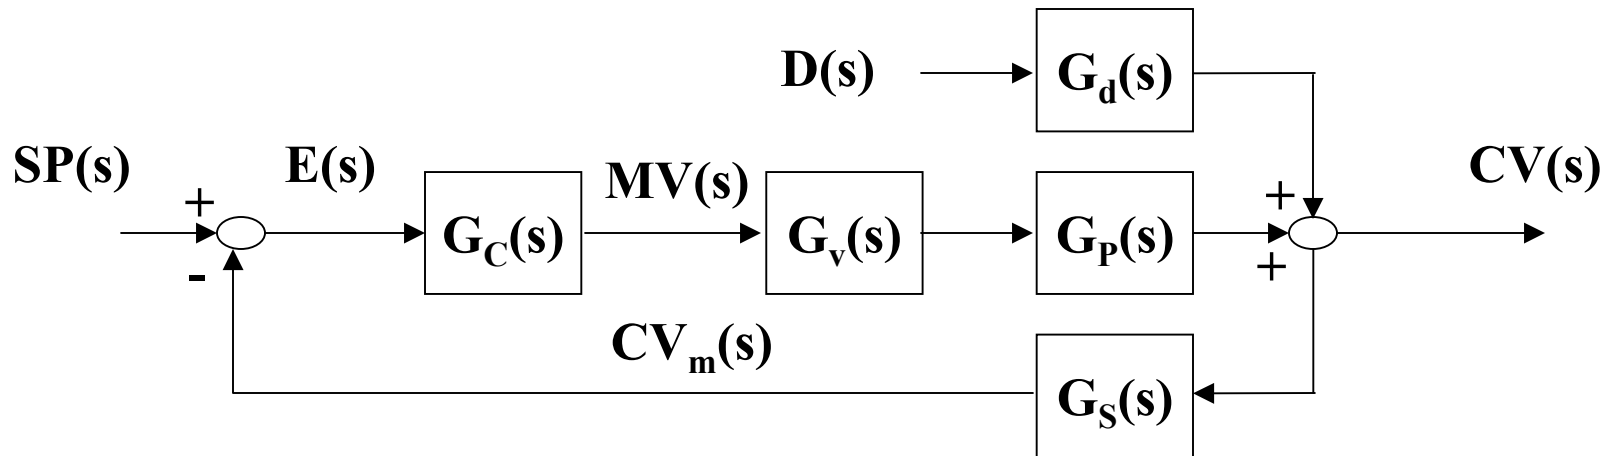 D(s)
G_d(s)
SP(s)
E(s)
MV(s)
CV(s)
+
+
G_C(s)
G_v(s)
G_P(s)
-
+
CV_m(s)
G_S(s)